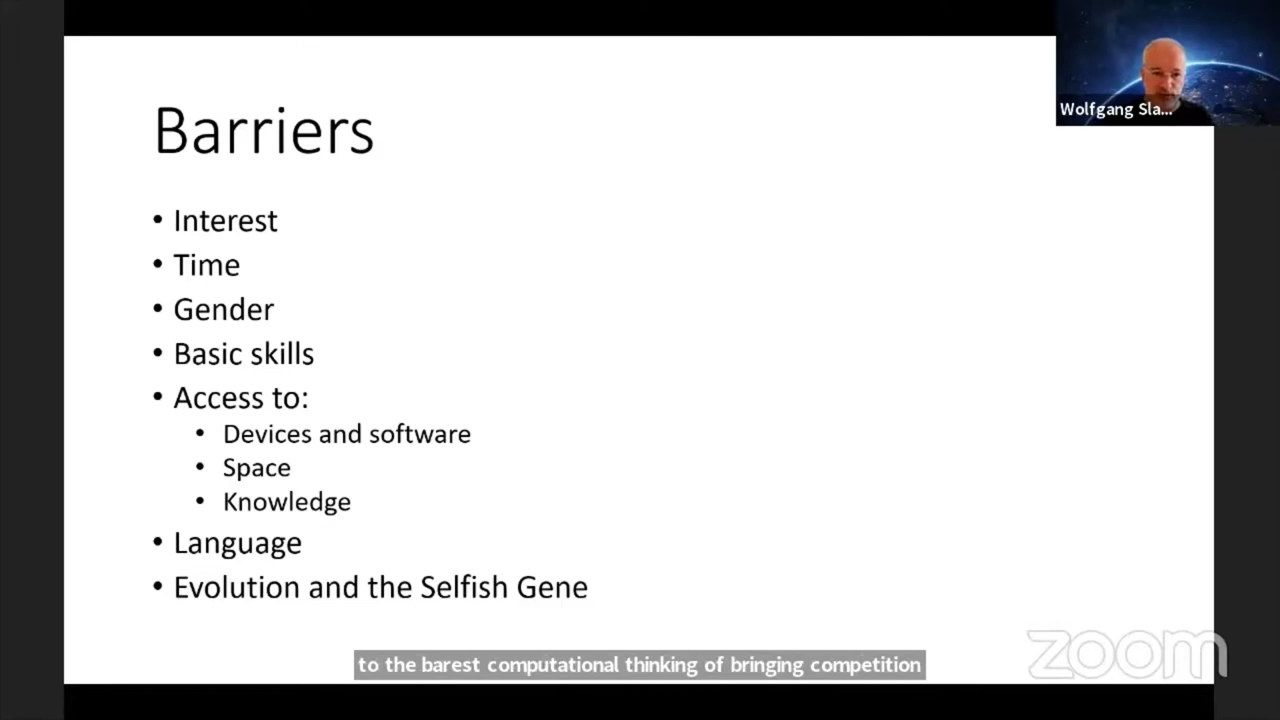 Barriers
Wolfgang Sla...
• Interest
• Time
• Gender
• Basic skills
• Access to:
• Devices and software
• Space
• Knowledge
• Language
• Evolution and the Selfish Gene
to the barest computational thinking of bringing competition
zoom